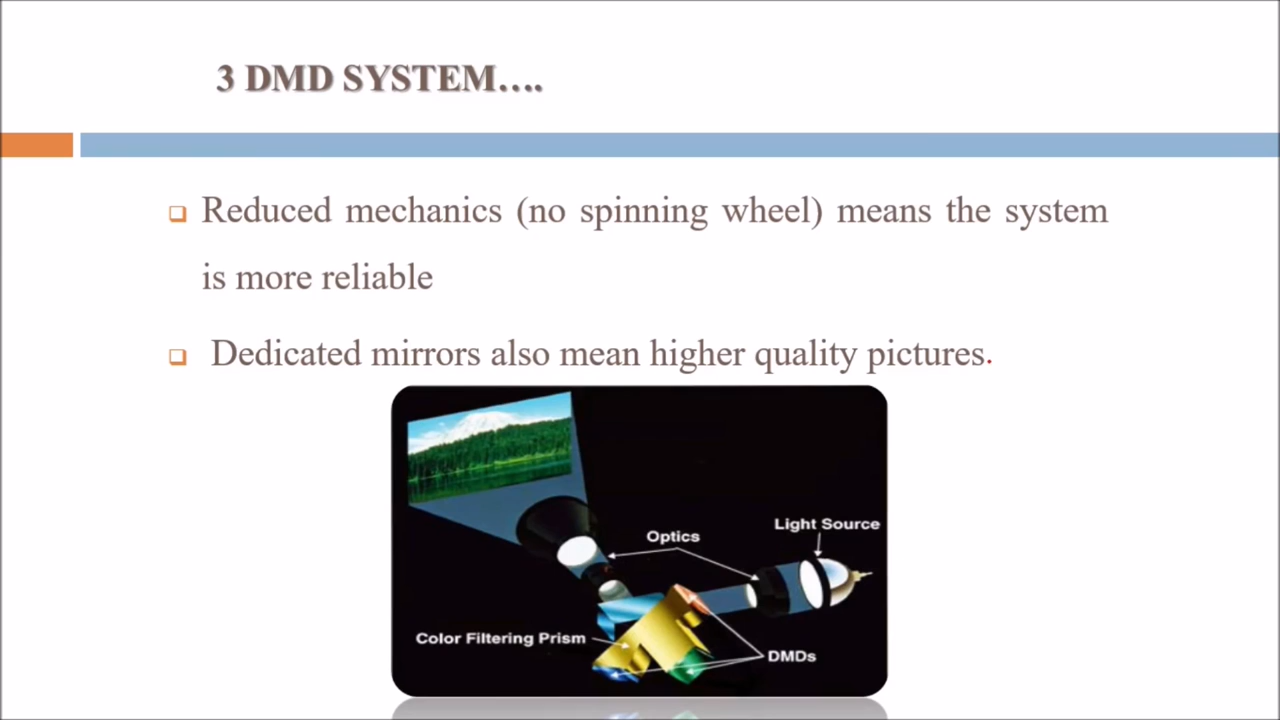 3 DMD SYSTEM....
Reduced mechanics (no spinning wheel) means the system
is more reliable
Dedicated mirrors also mean higher quality pictures.
Light Source
Optics
Color Filtering Prism
DMDs